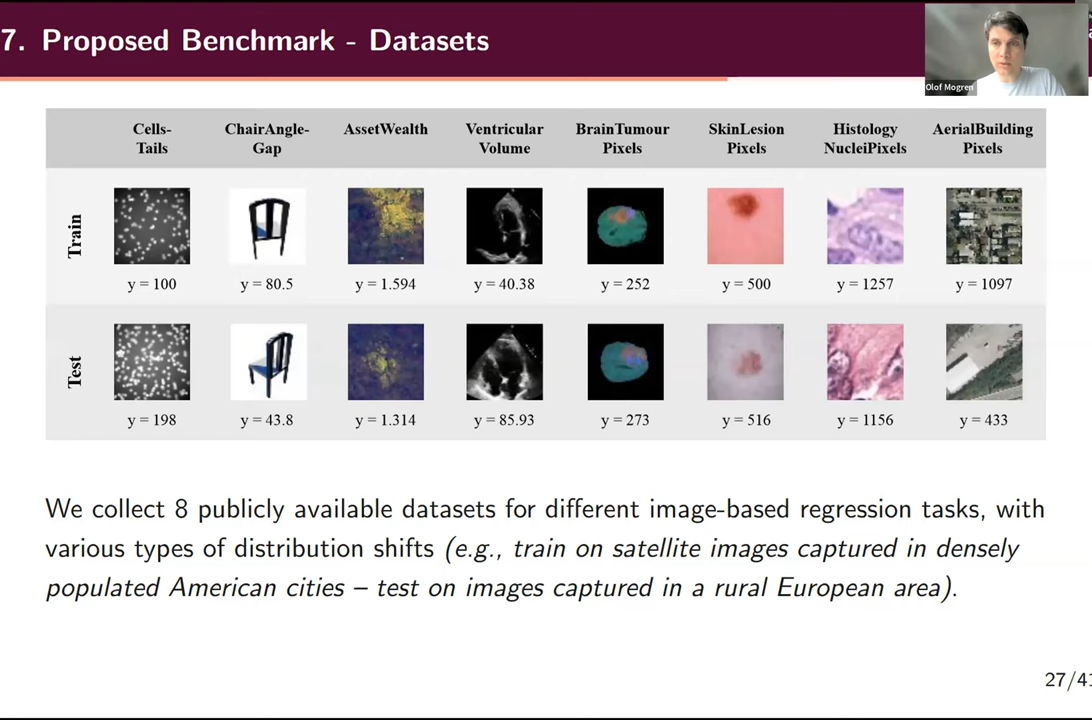 7. Proposed Benchmark - Datasets
Olof Mogren
Cells-Tails ChairAngle-Gap AssetWealth Ventricular Volume BrainTumour Pixels SkinLesion Pixels Histology NucleiPixels AerialBuilding Pixels
Train
y = 100 y = 80.5 y = 1.594 y = 40.38 y = 252 y = 500 y = 1257 y = 1097
Test
y = 198 y = 43.8 y = 1.314 y = 85.93 y = 273 y = 516 y = 1156 y = 433
We collect 8 publicly available datasets for different image-based regression tasks, with
various types of distribution shifts (e.g., train on satellite images captured in densely
populated American cities – test on images captured in a rural European area).
27/41